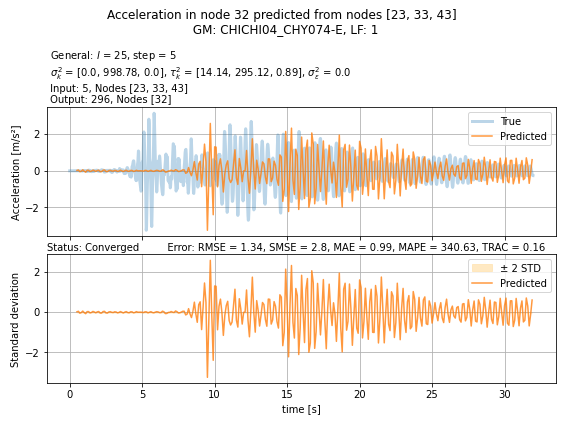 Acceleration in node 32 predicted from nodes [23, 33, 43]
GM: CHICHI04_CHY074-E, LF: 1
General: l = 25, step = 5
σ²ₖ = [0.0, 998.78, 0.0], τ²ₖ = [14.14, 295.12, 0.89], σ²ε = 0.0
Input: 5, Nodes [23, 33, 43]
Output: 296, Nodes [32]
True
Predicted
Acceleration [m/s²]
2
0
−2
Status: Converged Error: RMSE = 1.34, SMSE = 2.8, MAE = 0.99, MAPE = 340.63, TRAC = 0.16
± 2 STD
Predicted
Standard deviation
2
0
−2
0 5 10 15 20 25 30
time [s]